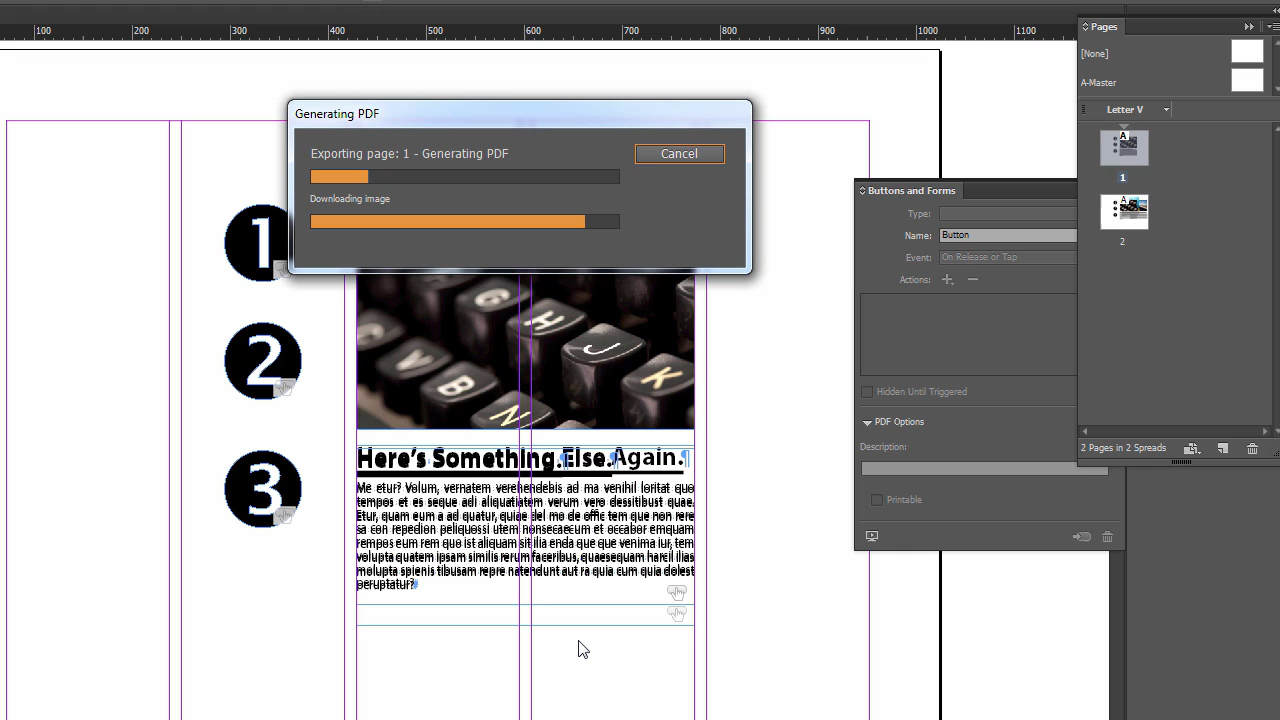 100 200 300 400 500 600 700 800 900 1000 1100
Pages
[None]
A-Master
Letter V
A
1
A
2
2 Pages in 2 Spreads
Generating PDF
Exporting page: 1 - Generating PDF
Cancel
Downloading image
1
2
3
G
H
J
K
V
B
N
Here's Something Else. Again.
Me etur? Volum, vernatem verehendebis ad ma venihil loritat quo
tempos et es seque adi aliquatiatem verum vero dessitibust quae.
Etur, quam eum a ad quatur, quiae del mo de offic tem que non rere
sa con repedion peliquossi utem nonsecaecum et occabor emquam
rempos eum rem quo ist aliquam sit ilia enda que que venima iur, tem
volupta quatem ipsam similis rerum faceribus, quaesequam harcil ilias
molupta spienis tibusam repre natendunt aut ra quia cum quia dolest
peruptatur?
Buttons and Forms
Type:
Name: Button
Event: On Release or Tap
Actions:
Hidden Until Triggered
PDF Options
Description:
Printable